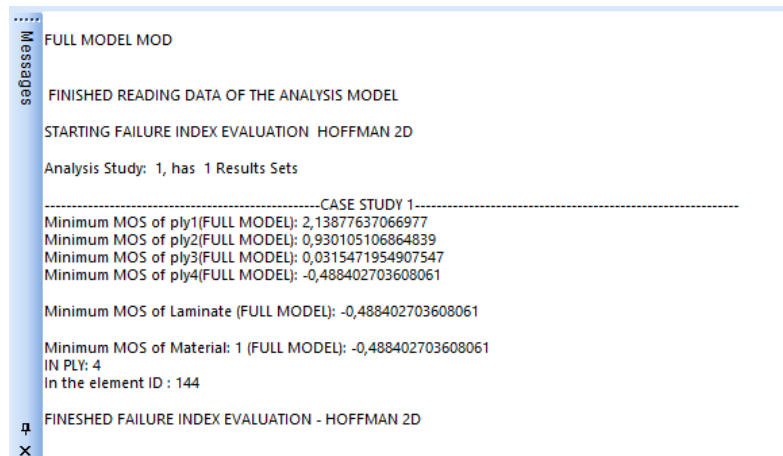 Messages
FULL MODEL MOD
FINISHED READING DATA OF THE ANALYSIS MODEL
STARTING FAILURE INDEX EVALUATION  HOFFMAN 2D
Analysis Study:  1, has  1 Results Sets
---------------------------------------------------CASE STUDY 1------------------------------------------------------------
Minimum MOS of ply1(FULL MODEL): 2,13877637066977
Minimum MOS of ply2(FULL MODEL): 0,930105106864839
Minimum MOS of ply3(FULL MODEL): 0,0315471954907547
Minimum MOS of ply4(FULL MODEL): -0,488402703608061
Minimum MOS of Laminate (FULL MODEL): -0,488402703608061
Minimum MOS of Material: 1 (FULL MODEL): -0,488402703608061
IN PLY: 4
In the element ID : 144
FINESHED FAILURE INDEX EVALUATION - HOFFMAN 2D